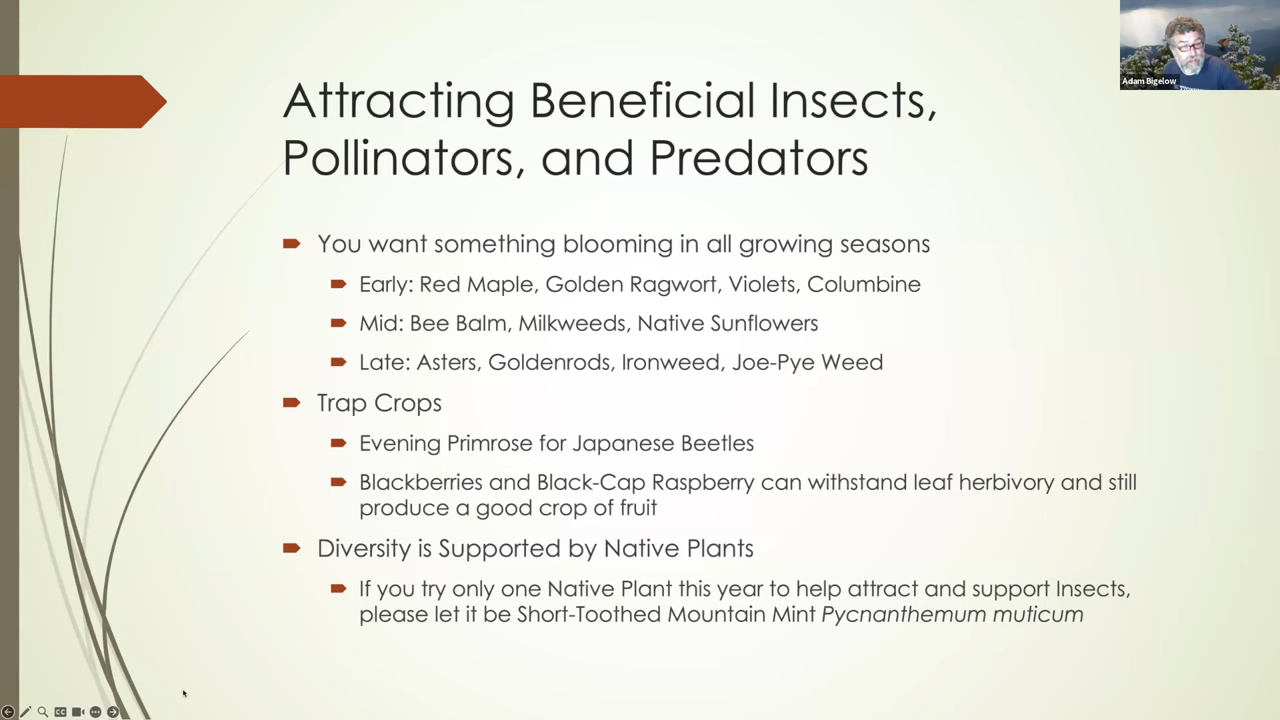 Adam Bigelow
Attracting Beneficial Insects,
Pollinators, and Predators
You want something blooming in all growing seasons
Early: Red Maple, Golden Ragwort, Violets, Columbine
Mid: Bee Balm, Milkweeds, Native Sunflowers
Late: Asters, Goldenrods, Ironweed, Joe-Pye Weed
Trap Crops
Evening Primrose for Japanese Beetles
Blackberries and Black-Cap Raspberry can withstand leaf herbivory and still
produce a good crop of fruit
Diversity is Supported by Native Plants
If you try only one Native Plant this year to help attract and support Insects,
please let it be Short-Toothed Mountain Mint Pycnanthemum muticum
CC